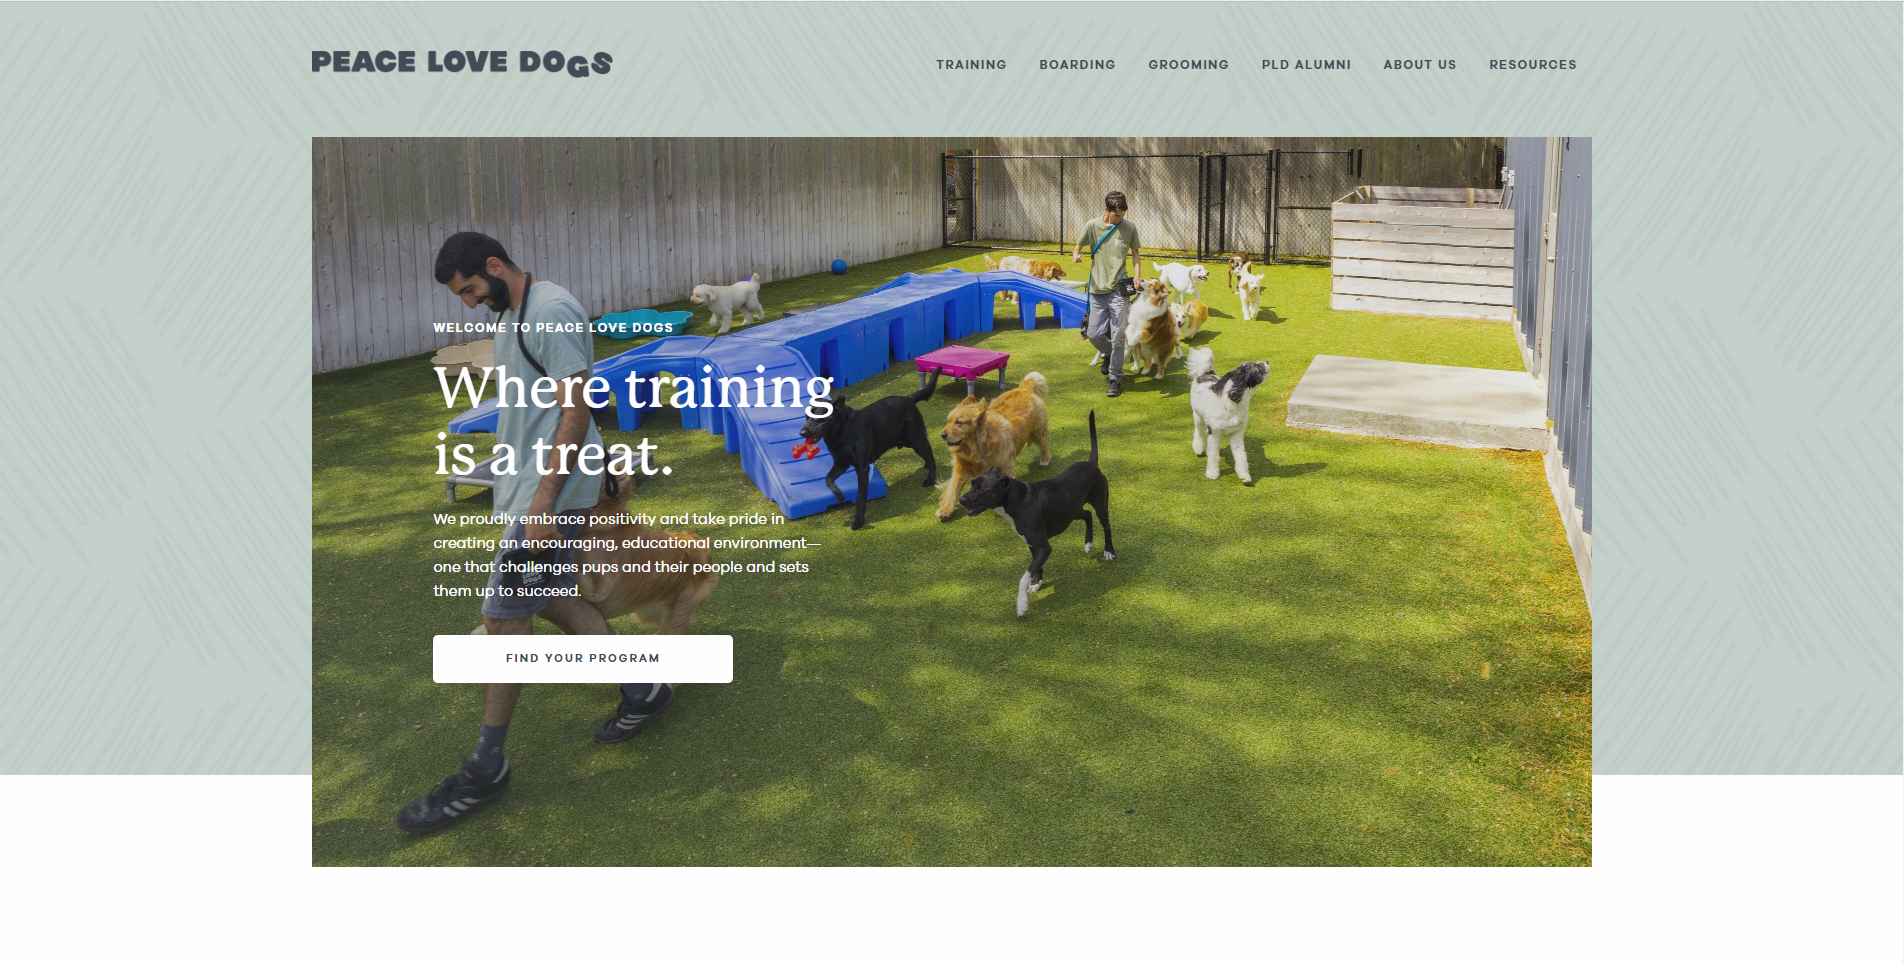 PEACE LOVE DOGS
TRAINING BOARDING GROOMING PLD ALUMNI ABOUT US RESOURCES
WELCOME TO PEACE LOVE DOGS
Where training
is a treat.
We proudly embrace positivity and take pride in
creating an encouraging, educational environment—
one that challenges pups and their people and sets
them up to succeed.
FIND YOUR PROGRAM